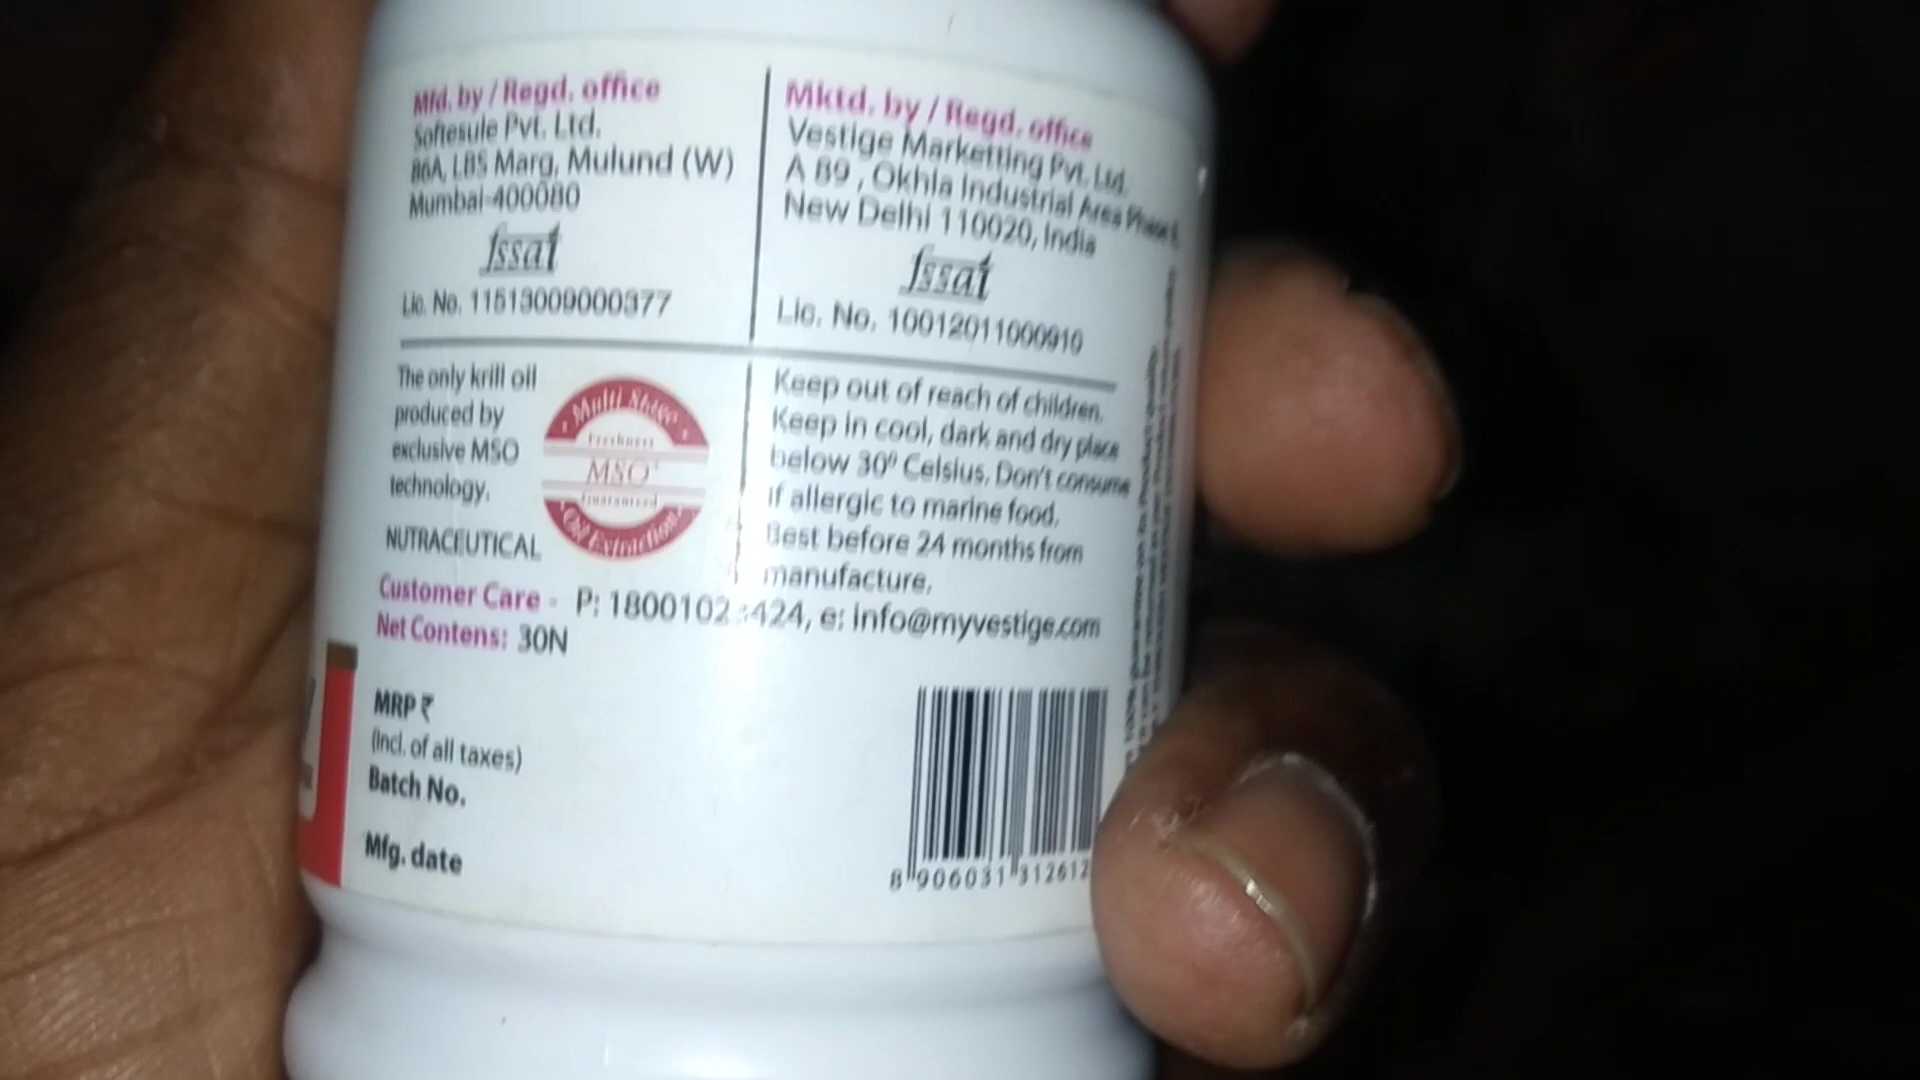 Mfd. by / Regd. office
Softesule Pvt. Ltd.
86A, LBS Marg, Mulund (W)
Mumbai-400080
fssai
Lic. No. 11513009000377
Mktd. by / Regd. office
Vestige Marketting Pvt. Ltd.
A 89 , Okhla Industrial Area Phase
New Delhi 110020, India
fssai
Lic. No. 10012011000910
The only krill oil
produced by
exclusive MSO
technology.
NUTRACEUTICAL
Multi Stage
Freshness
MSO
Guaranteed
Oil Extraction
Keep out of reach of children.
Keep in cool, dark and dry place
below 30° Celsius. Don't consume
if allergic to marine food.
Best before 24 months from
manufacture.
Customer Care - P: 1800102 424, e: info@myvestige.com
Net Contens: 30N
MRP ₹
(Incl. of all taxes)
Batch No.
Mfg. date
8 906031 312612